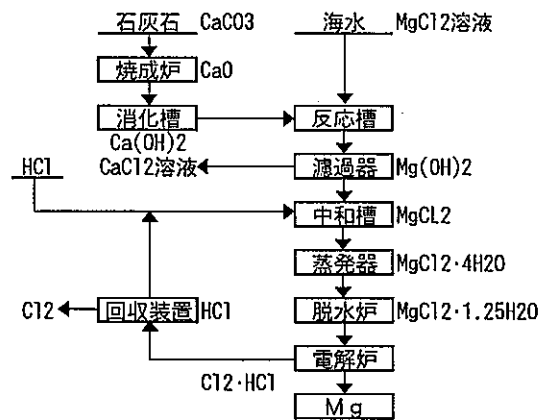 石灰石 CaCO3
海水 MgCl2溶液
焼成炉 CaO
消化槽
反応槽
Ca(OH)2
CaCl2溶液
濾過器 Mg(OH)2
HCl
中和槽 MgCL2
蒸発器 MgCl2·4H2O
Cl2
回収装置 HCl
脱水炉 MgCl2·1.25H2O
電解炉
Cl2·HCl
Mg